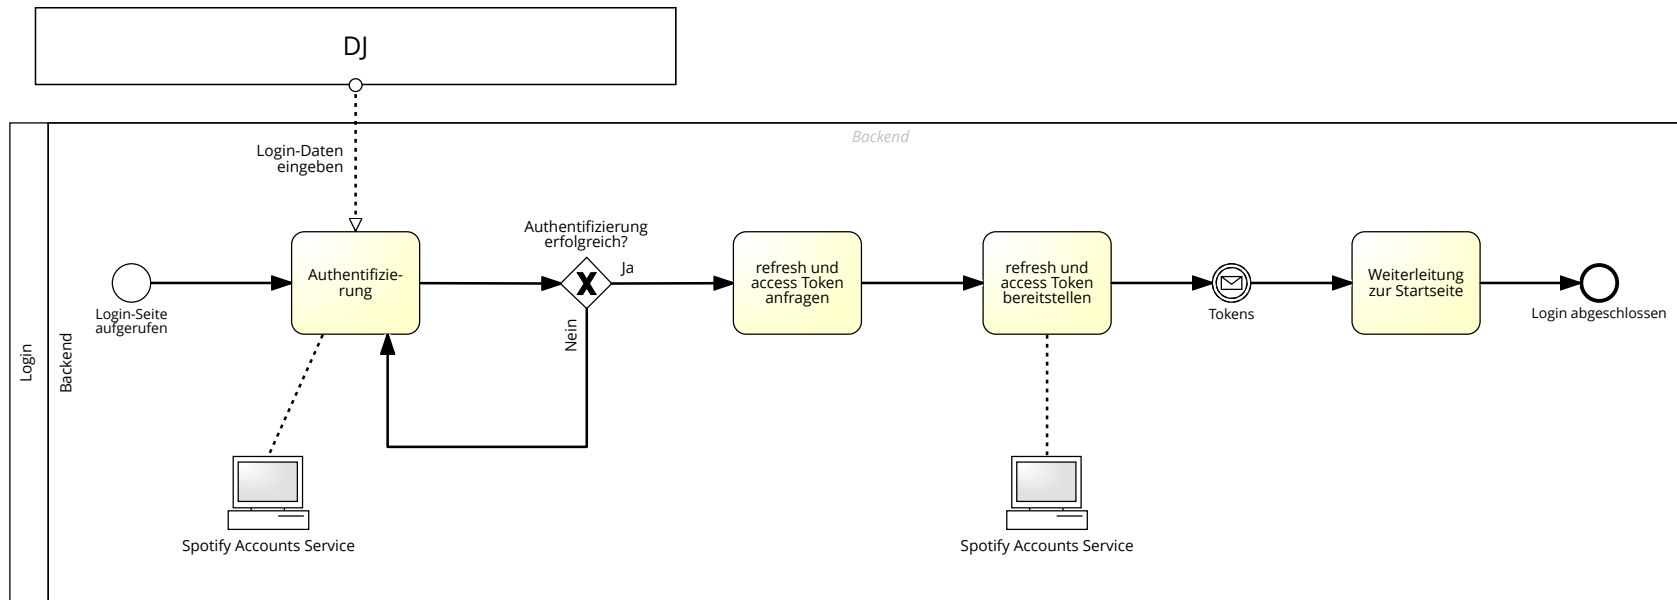 DJ
Backend
Login-Daten
eingeben
Authentifizierung
erfolgreich?
Ja
Authentifizie-
rung
refresh und
access Token
anfragen
refresh und
access Token
bereitstellen
Weiterleitung
zur Startseite
Login-Seite
aufgerufen
Tokens
Login abgeschlossen
Nein
Login
Backend
Spotify Accounts Service
Spotify Accounts Service